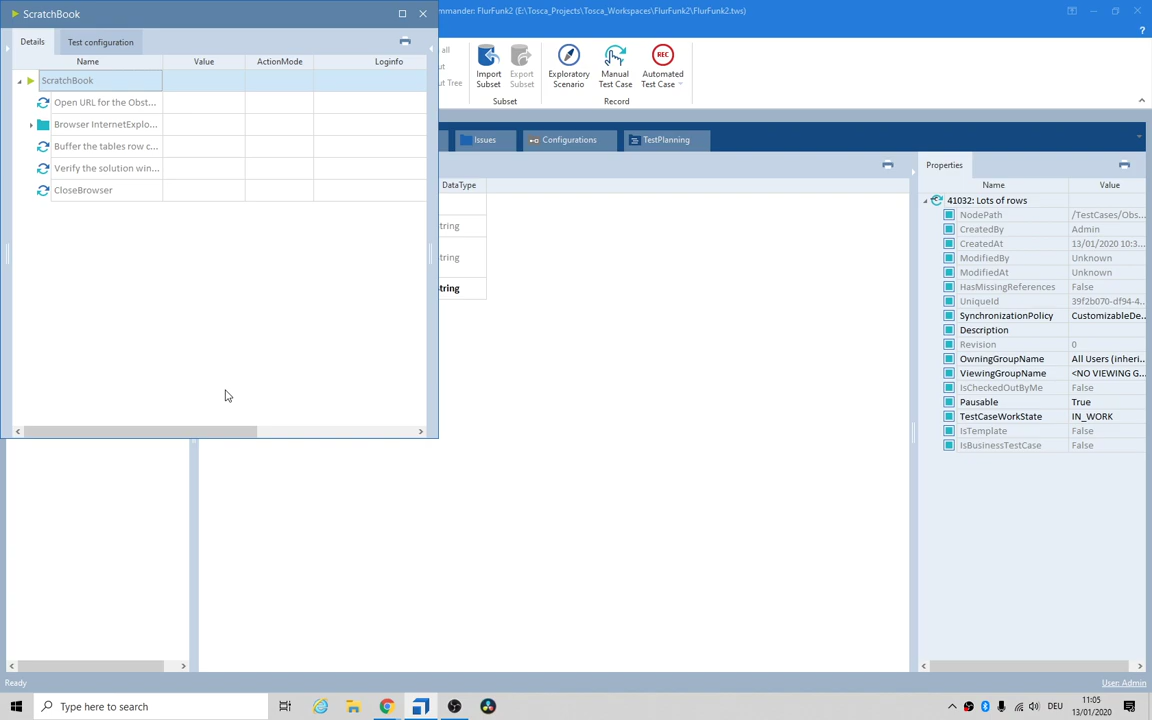 ScratchBook
ommander: FlurFunk2 (E:\Tosca_Projects\Tosca_Workspaces\FlurFunk2\FlurFunk2.tws)
Details
Test configuration
Name Value ActionMode Loginfo
ScratchBook
Open URL for the Obst...
Browser InternetExplo...
Buffer the tables row c...
Verify the solution win...
CloseBrowser
all
ut
ut Tree
Import Subset
Export Subset
Subset
Exploratory Scenario
Manual Test Case
REC
Automated Test Case
Record
Issues
Configurations
TestPlanning
DataType
tring
tring
tring
Properties
Name Value
41032: Lots of rows
NodePath /TestCases/Obs...
CreatedBy Admin
CreatedAt 13/01/2020 10:3...
ModifiedBy Unknown
ModifiedAt Unknown
HasMissingReferences False
UniqueId 39f2b070-df94-4...
SynchronizationPolicy CustomizableDe...
Description
Revision 0
OwningGroupName All Users (inheri...
ViewingGroupName <NO VIEWING G...
IsCheckedOutByMe False
Pausable True
TestCaseWorkState IN_WORK
IsTemplate False
IsBusinessTestCase False
Ready
User: Admin
Type here to search
DEU
11:05
13/01/2020